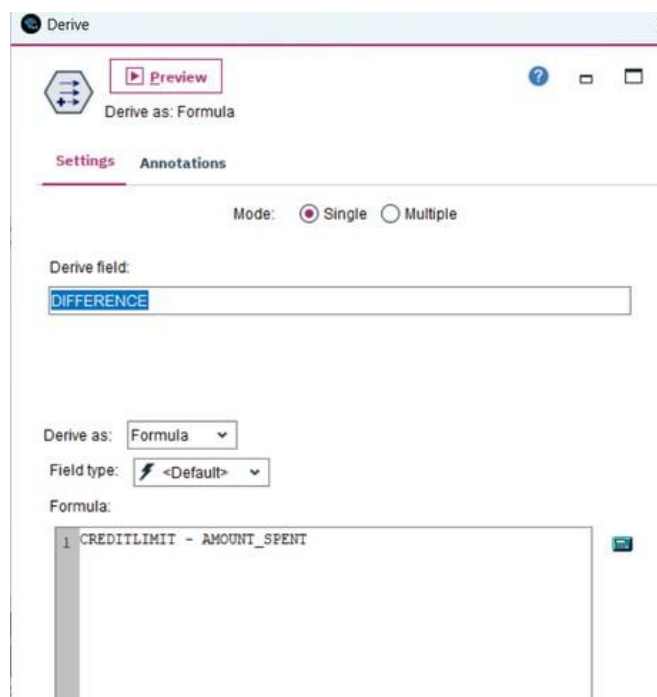 Derive
Preview
?
Derive as: Formula
Settings Annotations
Mode: Single Multiple
Derive field:
DIFFERENCE
Derive as: Formula
Field type: <Default>
Formula:
1 CREDITLIMIT - AMOUNT_SPENT